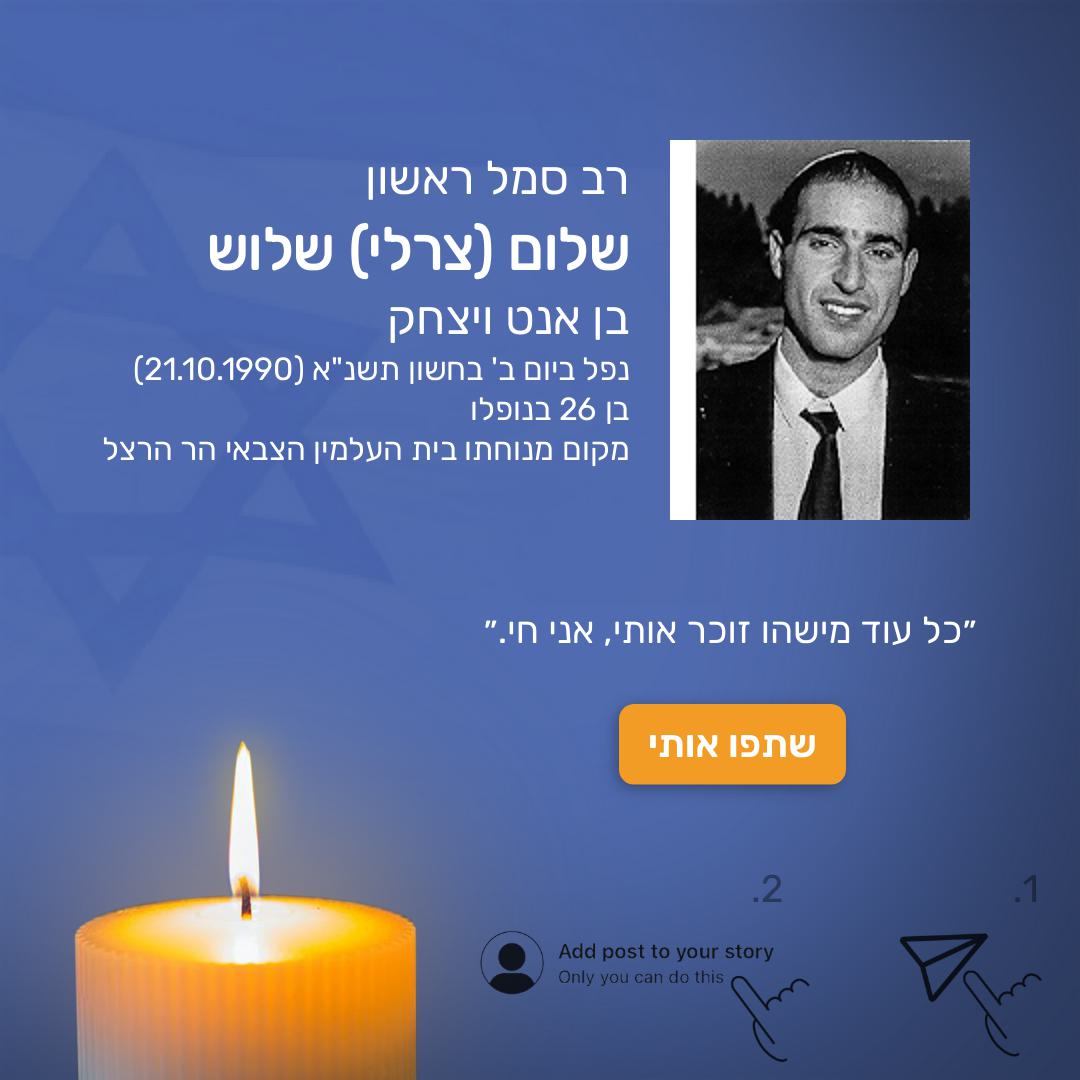 רב סמל ראשון
שלום (צרלי) שלוש
בן אנט ויצחק
נפל ביום ב' בחשון תשנ"א (21.10.1990)
בן 26 בנופלו
מקום מנוחתו בית העלמין הצבאי הר הרצל
״כל עוד מישהו זוכר אותי, אני חי.״
שתפו אותי
1.
2.
Add post to your story
Only you can do this